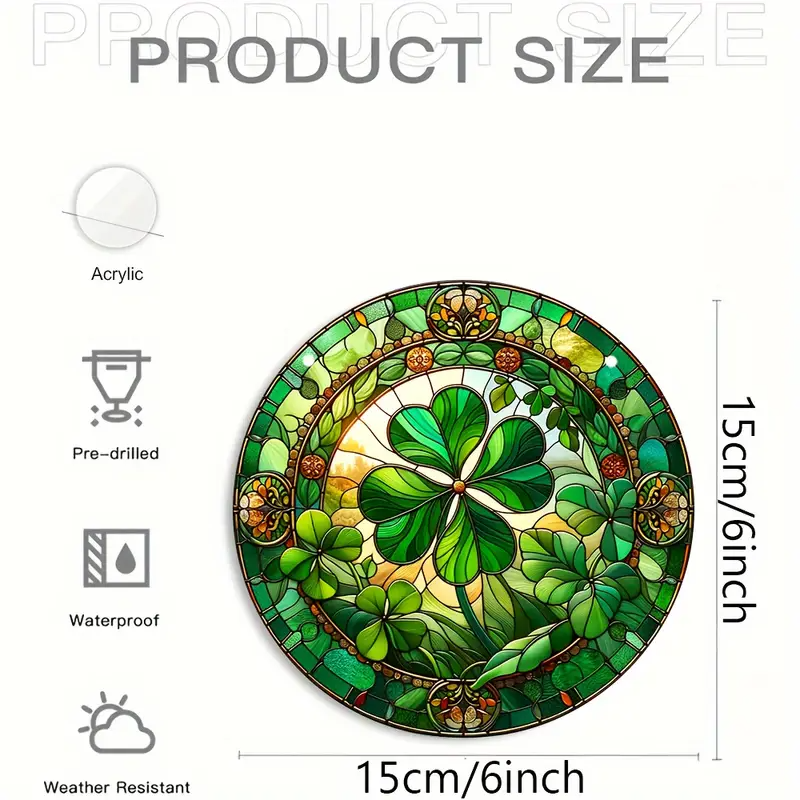 PRODUCT SIZE
PRODUCT SIZE
Acrylic
Pre-drilled
Waterproof
Weather Resistant
15cm/6inch
15cm/6inch